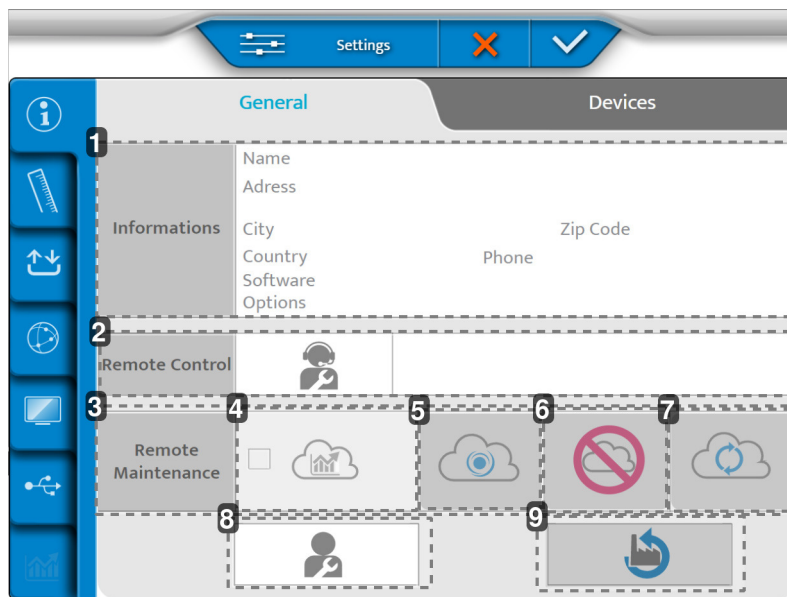 Settings
General
Devices
1
Informations
Name
Adress
City
Zip Code
Country
Phone
Software
Options
2
Remote Control
3
Remote
Maintenance
4
5
6
7
8
9